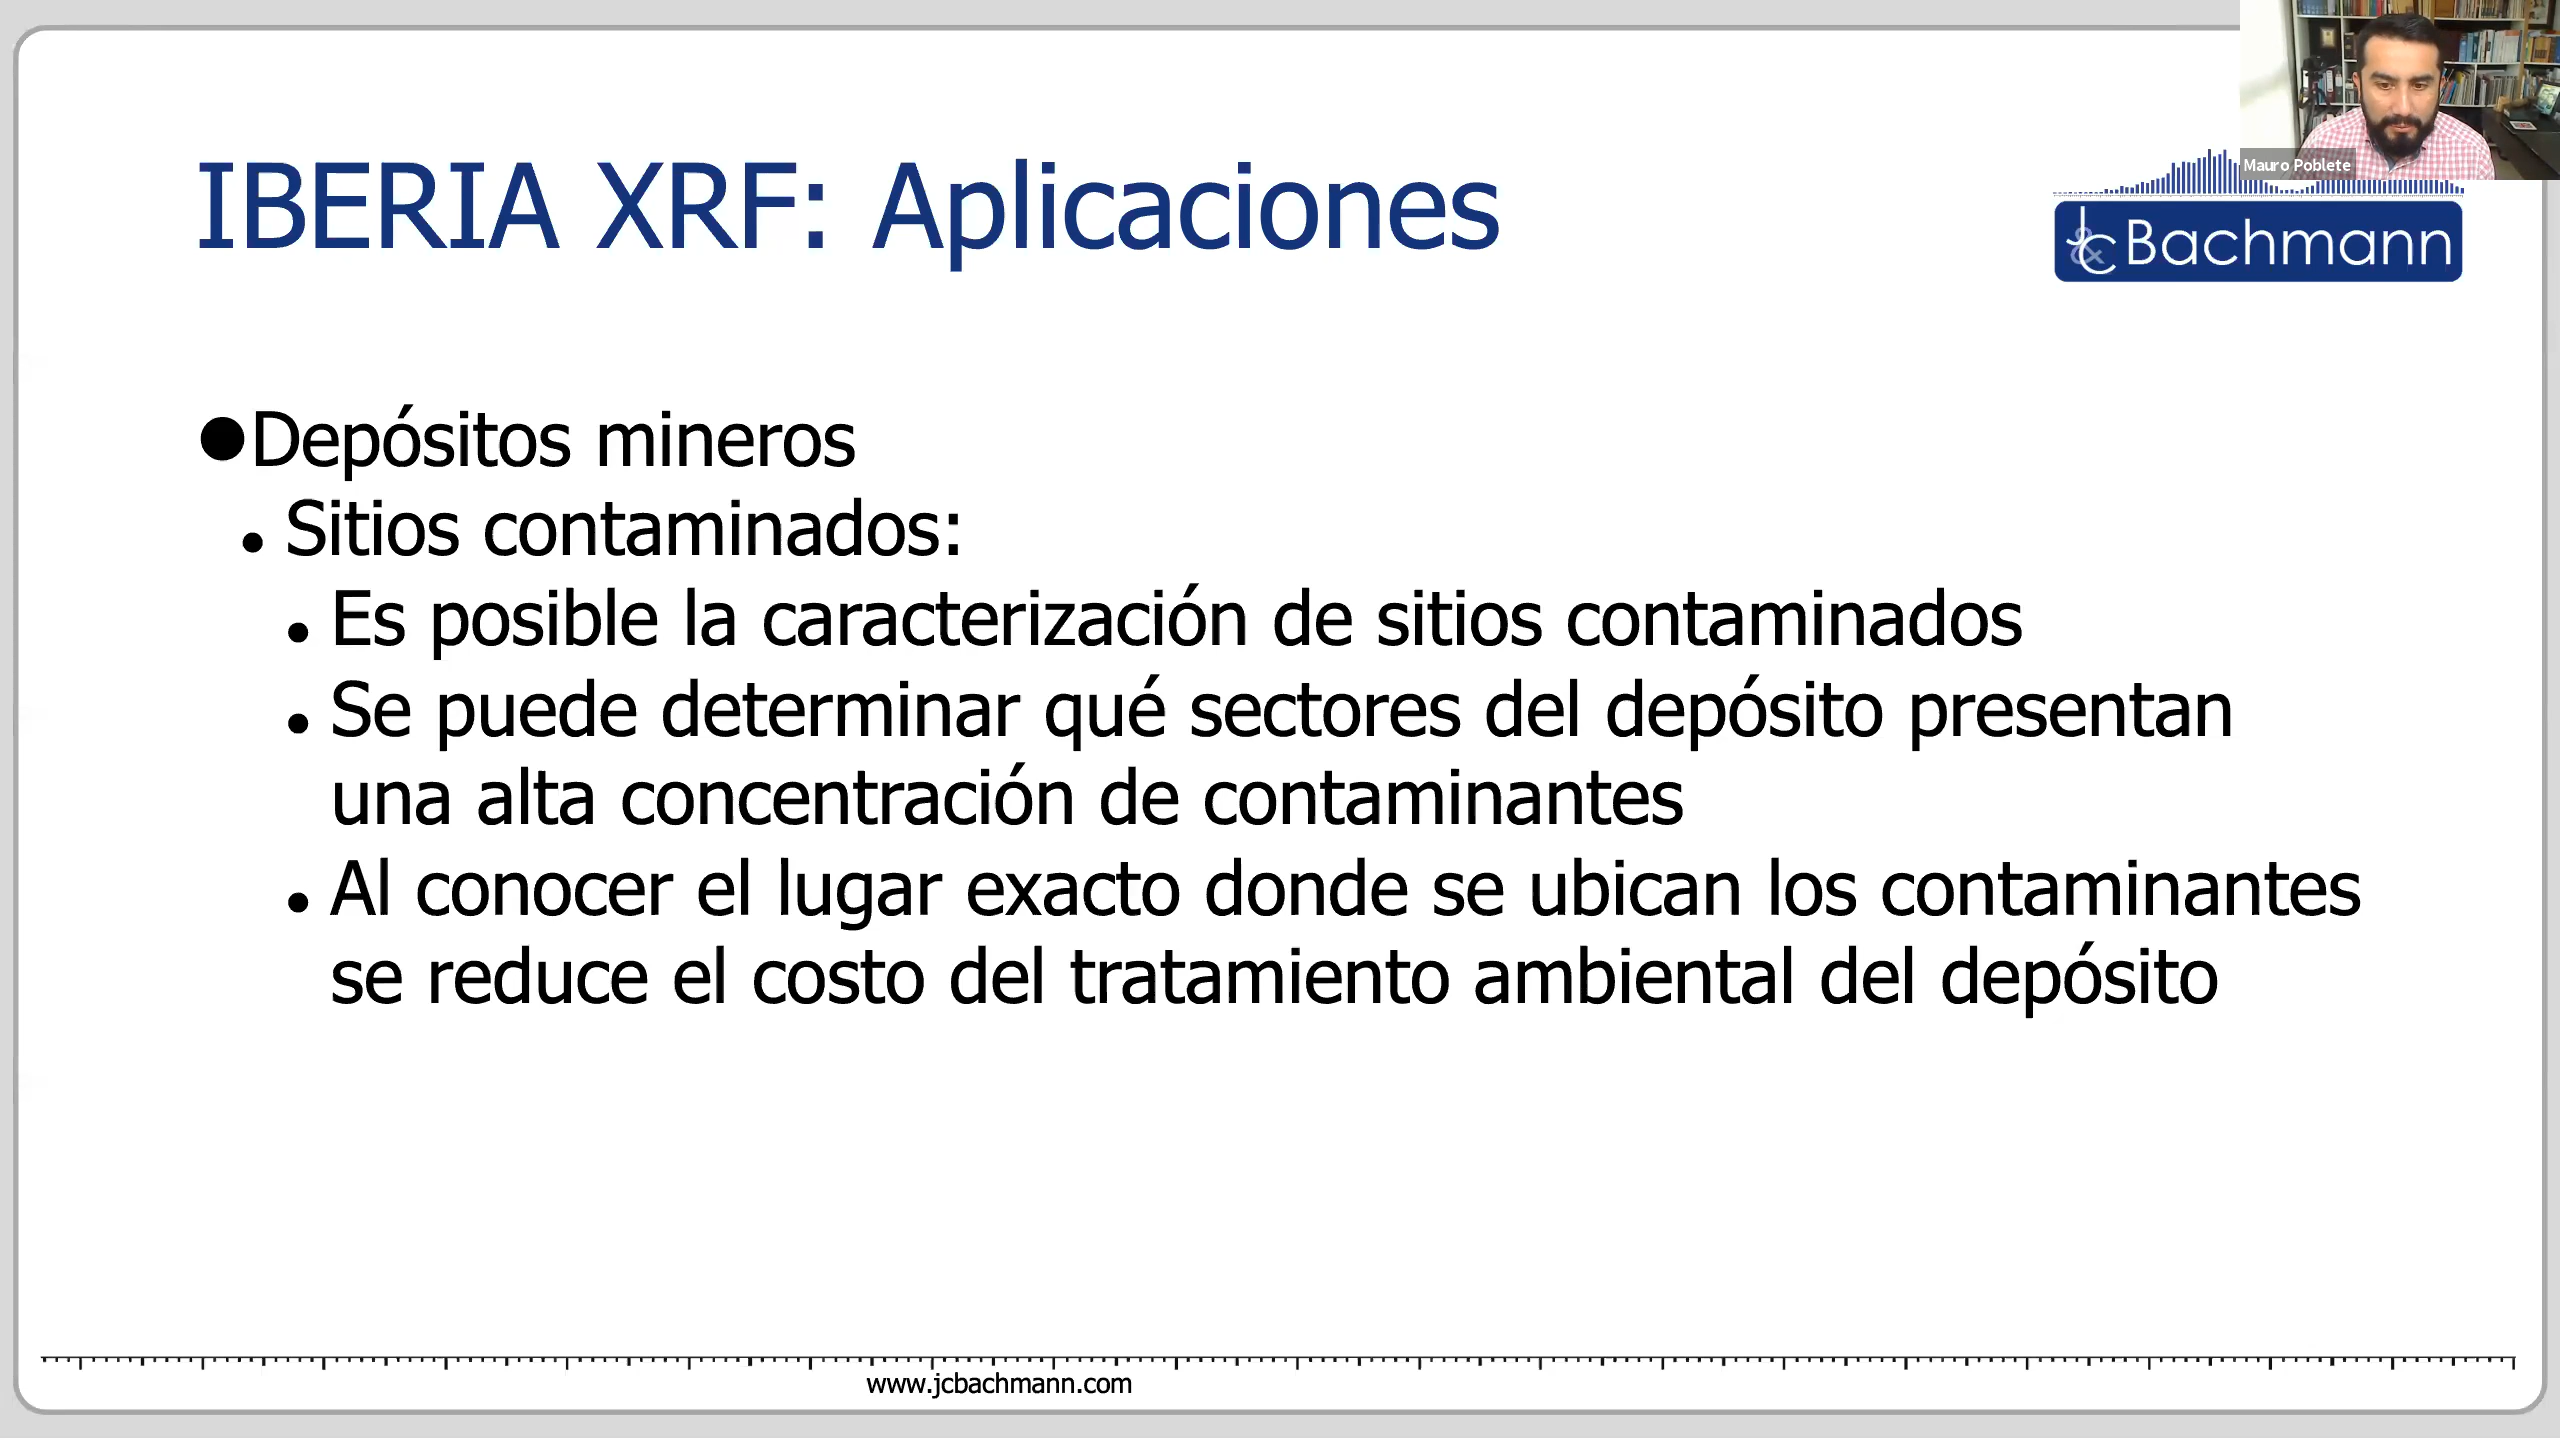 Mauro Poblete
IBERIA XRF: Aplicaciones
J&C Bachmann
●Depósitos mineros
• Sitios contaminados:
• Es posible la caracterización de sitios contaminados
• Se puede determinar qué sectores del depósito presentan
una alta concentración de contaminantes
• Al conocer el lugar exacto donde se ubican los contaminantes
se reduce el costo del tratamiento ambiental del depósito
www.jcbachmann.com